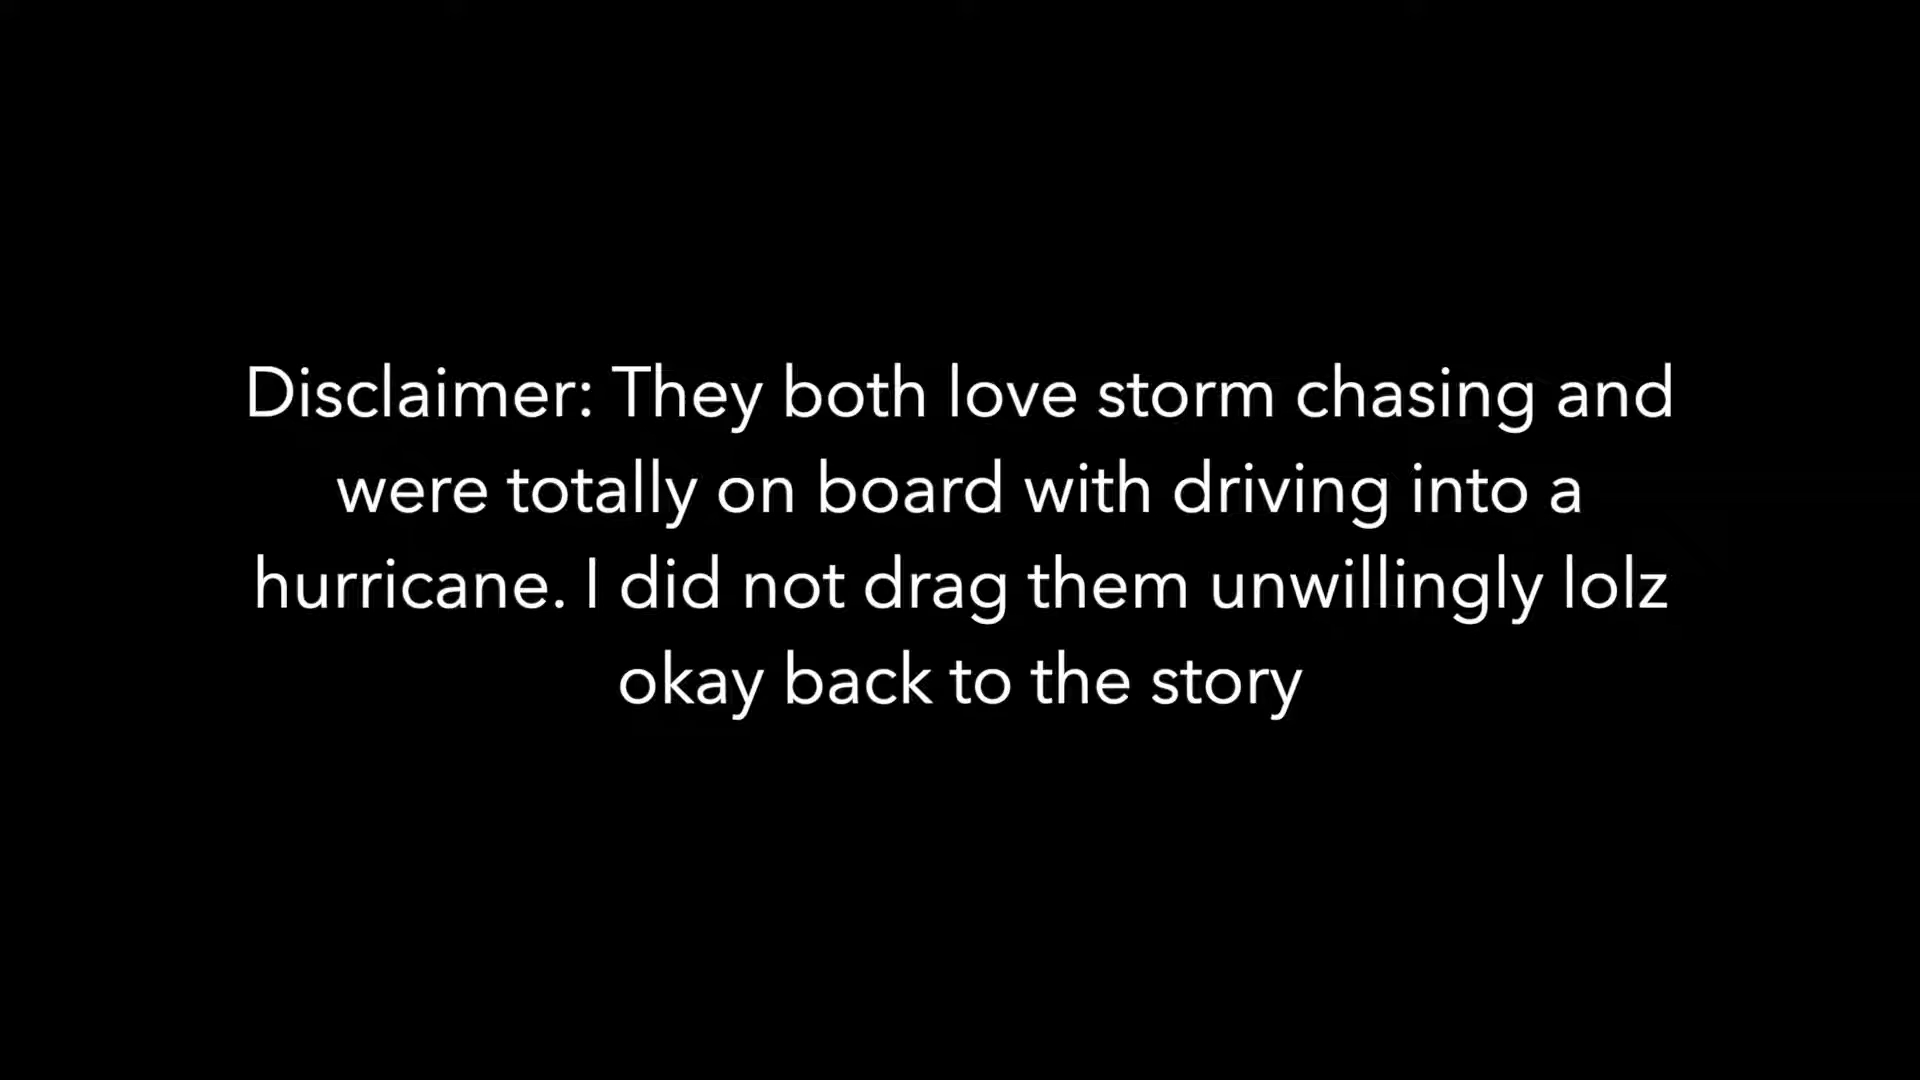 Disclaimer: They both love storm chasing and
were totally on board with driving into a
hurricane. I did not drag them unwillingly lolz
okay back to the story